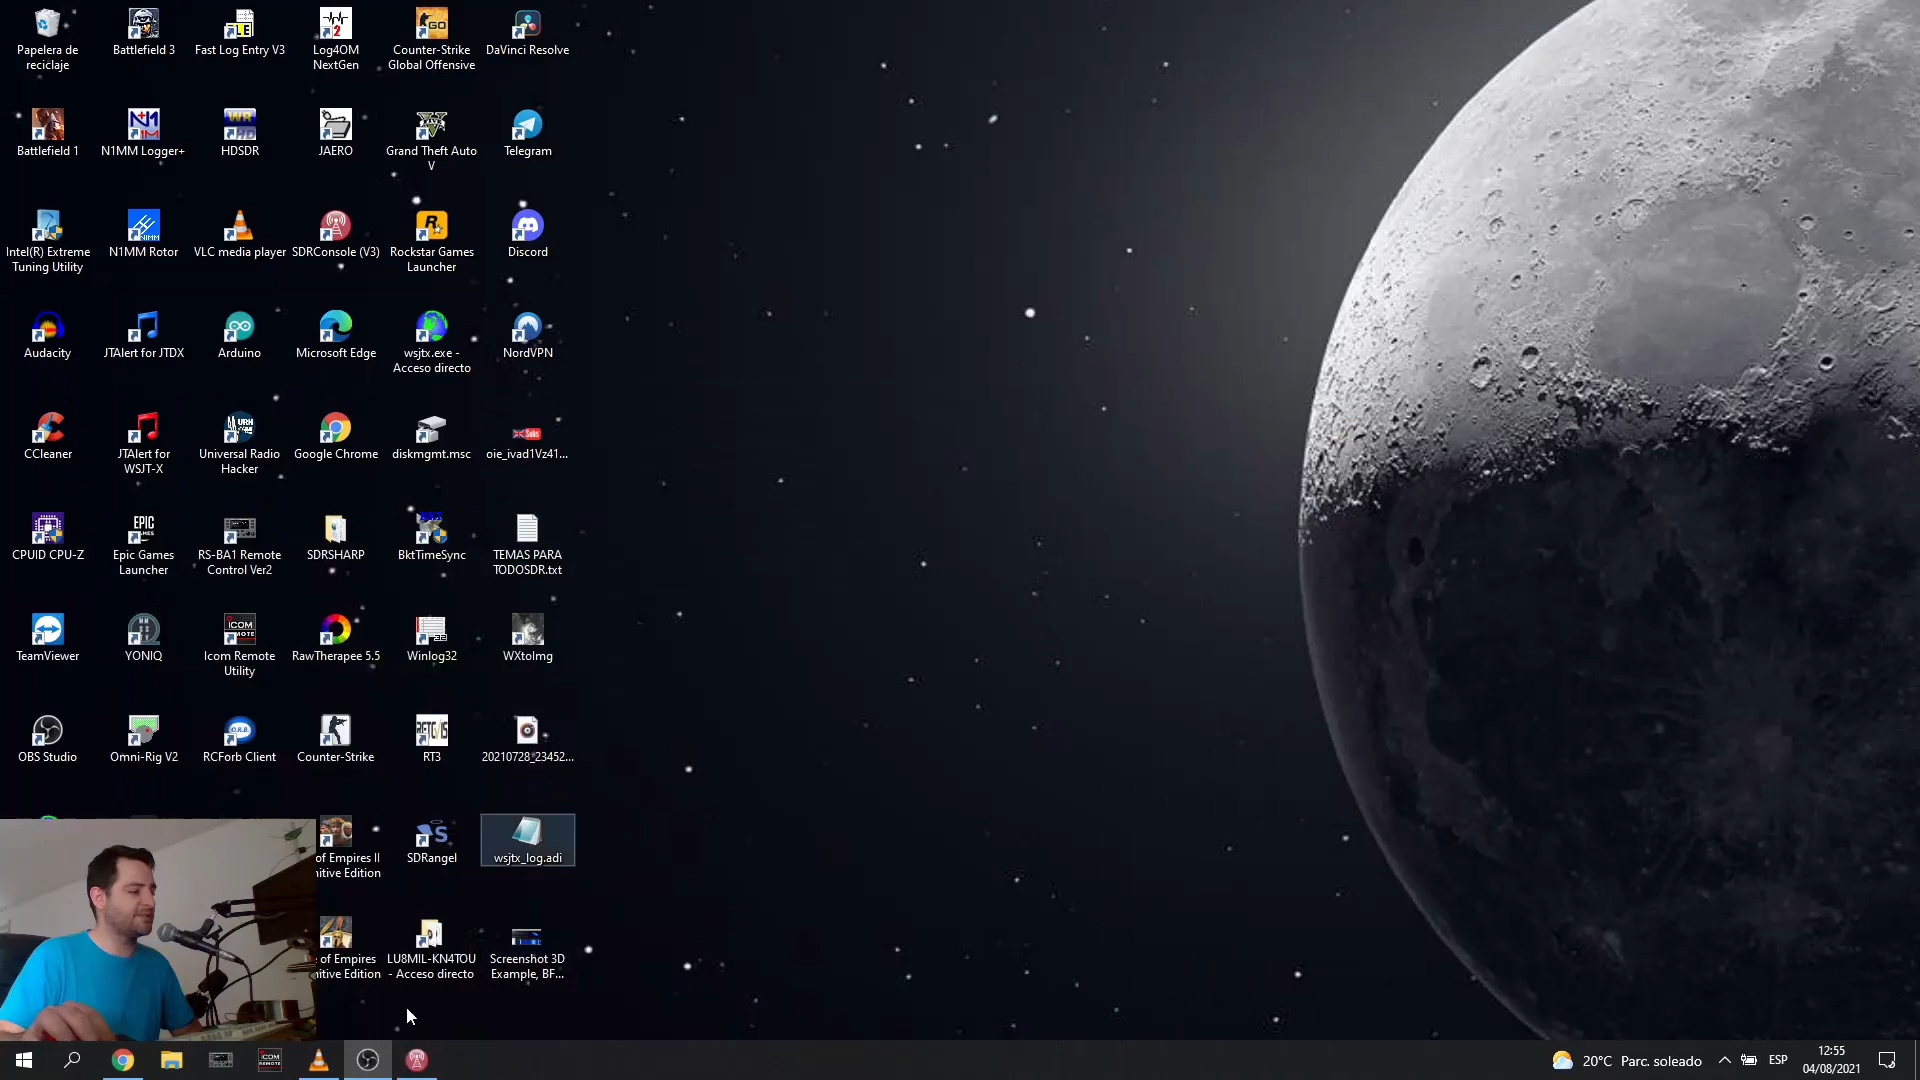 Papelera de
reciclaje
Battlefield 3
Fast Log Entry V3
Log4OM
NextGen
Counter-Strike
Global Offensive
DaVinci Resolve
Battlefield 1
N1MM Logger+
HDSDR
JAERO
Grand Theft Auto
V
Telegram
Intel(R) Extreme
Tuning Utility
N1MM Rotor
VLC media player
SDRConsole (V3)
Rockstar Games
Launcher
Discord
Audacity
JTAlert for JTDX
Arduino
Microsoft Edge
wsjtx.exe -
Acceso directo
NordVPN
CCleaner
JTAlert for
WSJT-X
Universal Radio
Hacker
Google Chrome
diskmgmt.msc
oie_ivad1Vz41...
CPUID CPU-Z
Epic Games
Launcher
RS-BA1 Remote
Control Ver2
SDRSHARP
BktTimeSync
TEMAS PARA
TODOSDR.txt
TeamViewer
YONIQ
Icom Remote
Utility
RawTherapee 5.5
Winlog32
WXtoImg
OBS Studio
Omni-Rig V2
RCForb Client
Counter-Strike
RT3
20210728_23452...
of Empires II
nitive Edition
SDRangel
wsjtx_log.adi
of Empires
nitive Edition
LU8MIL-KN4TOU
- Acceso directo
Screenshot 3D
Example, BF...
20°C Parc. soleado
ESP
12:55
04/08/2021